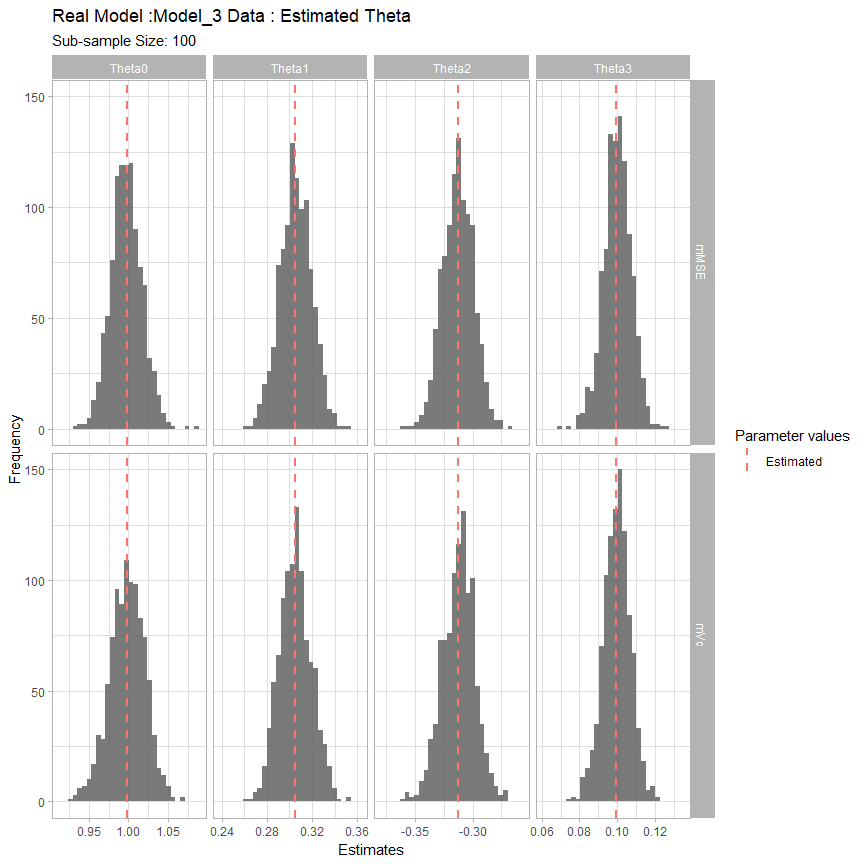 Real Model :Model_3 Data : Estimated Theta
Sub-sample Size: 100
Theta0 Theta1 Theta2 Theta3
150
100
50
0
mMSE
150
100
50
0
mVc
Frequency
0.95 1.00 1.05 0.24 0.28 0.32 0.36 -0.35 -0.30 0.06 0.08 0.10 0.12
Estimates
Parameter values
Estimated